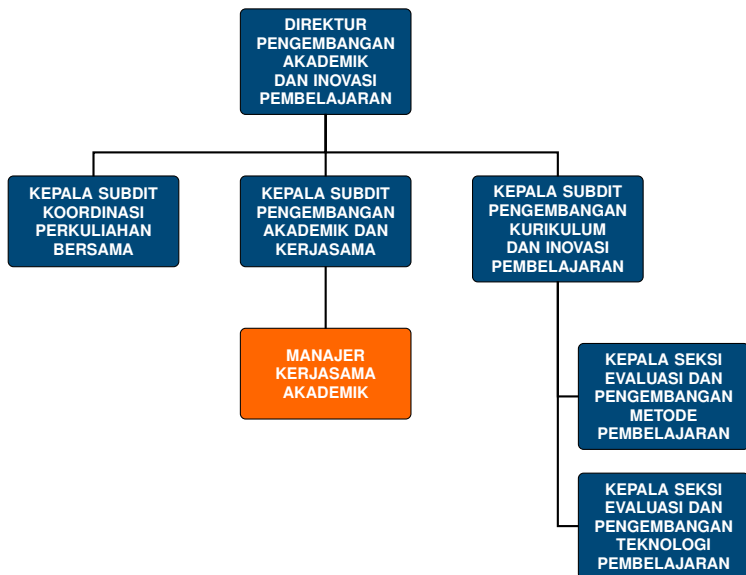 DIREKTUR
PENGEMBANGAN
AKADEMIK
DAN INOVASI
PEMBELAJARAN
KEPALA SUBDIT
KOORDINASI
PERKULIAHAN
BERSAMA
KEPALA SUBDIT
PENGEMBANGAN
AKADEMIK DAN
KERJASAMA
KEPALA SUBDIT
PENGEMBANGAN
KURIKULUM
DAN INOVASI
PEMBELAJARAN
MANAJER
KERJASAMA
AKADEMIK
KEPALA SEKSI
EVALUASI DAN
PENGEMBANGAN
METODE
PEMBELAJARAN
KEPALA SEKSI
EVALUASI DAN
PENGEMBANGAN
TEKNOLOGI
PEMBELAJARAN